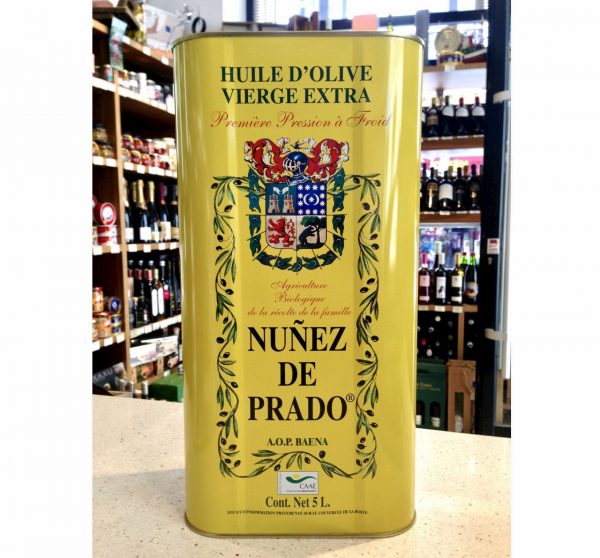 HUILE D'OLIVE
VIERGE EXTRA
Première Pression à Froid
Agriculture
Biologique
de la récolte de la famille
NUÑEZ
DE
PRADO®
A.O.P. BAENA
CAAE
Cont. Net 5 L.